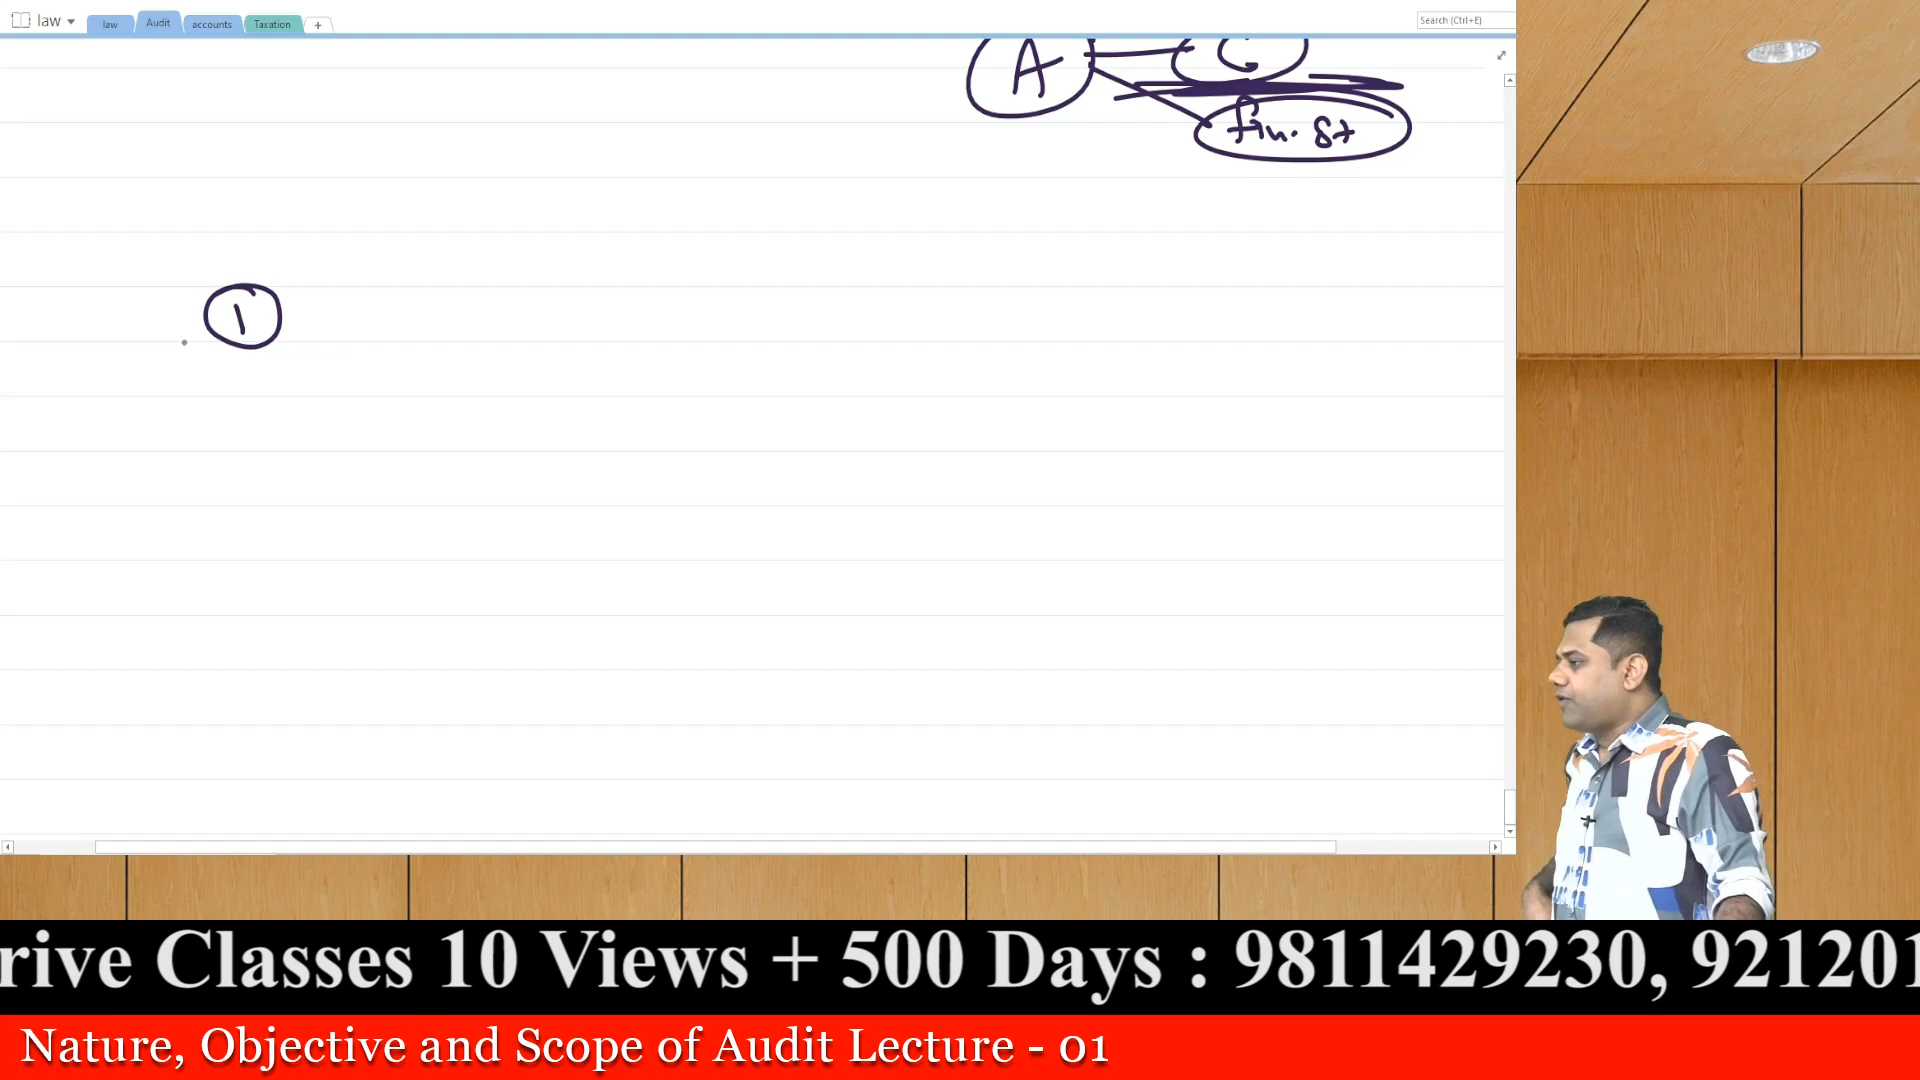 law
law Audit accounts Taxation +
Search (Ctrl+E)
A C
fin. St
1
rive Classes 10 Views + 500 Days : 9811429230, 921201
Nature, Objective and Scope of Audit Lecture - 01